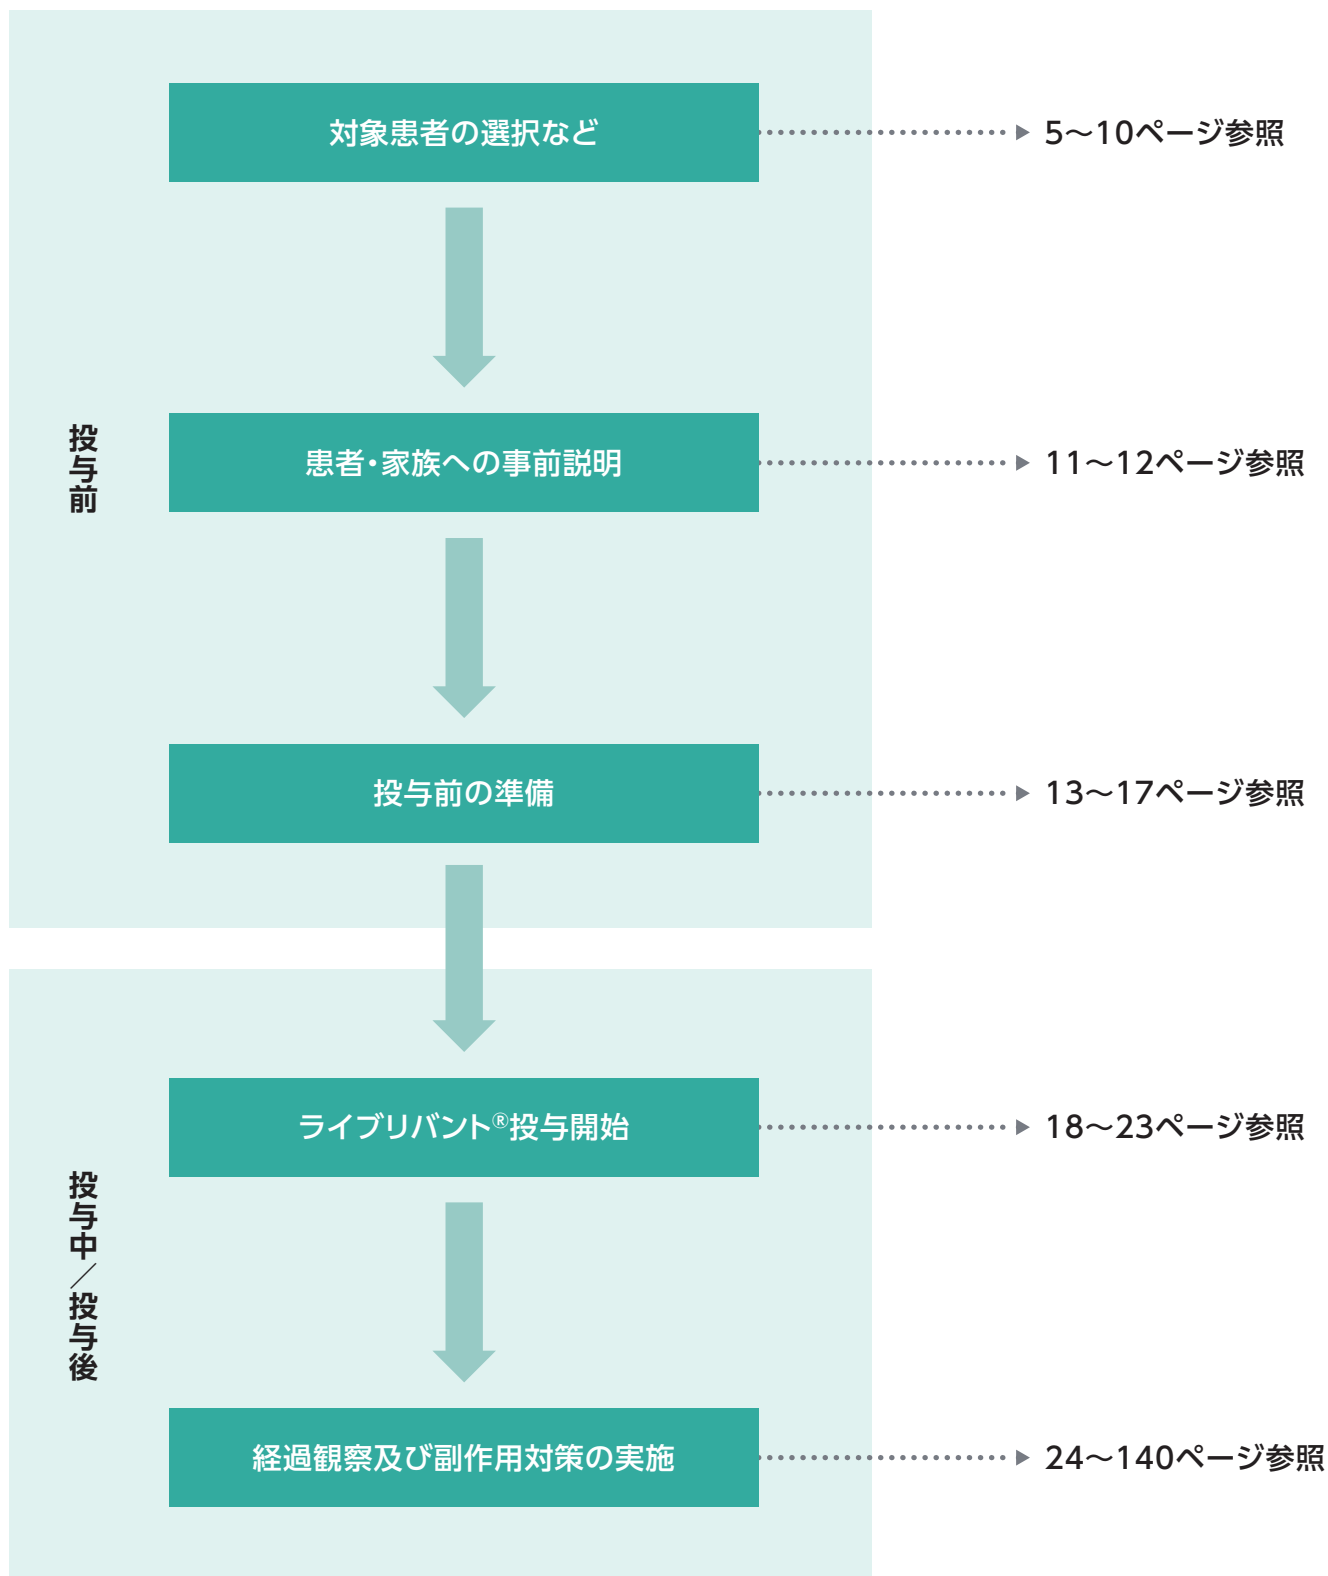 投与前
対象患者の選択など
5～10ページ参照
患者・家族への事前説明
11～12ページ参照
投与前の準備
13～17ページ参照
投与中／投与後
ライブリバント®投与開始
18～23ページ参照
経過観察及び副作用対策の実施
24～140ページ参照